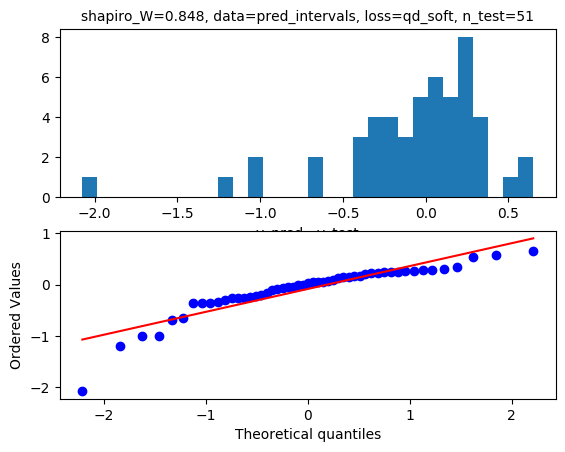 shapiro_W=0.848, data=pred_intervals, loss=qd_soft, n_test=51
8
6
4
2
0
−2.0 −1.5 −1.0 −0.5 0.0 0.5
1
0
−1
−2
Ordered Values
−2 −1 0 1 2
Theoretical quantiles